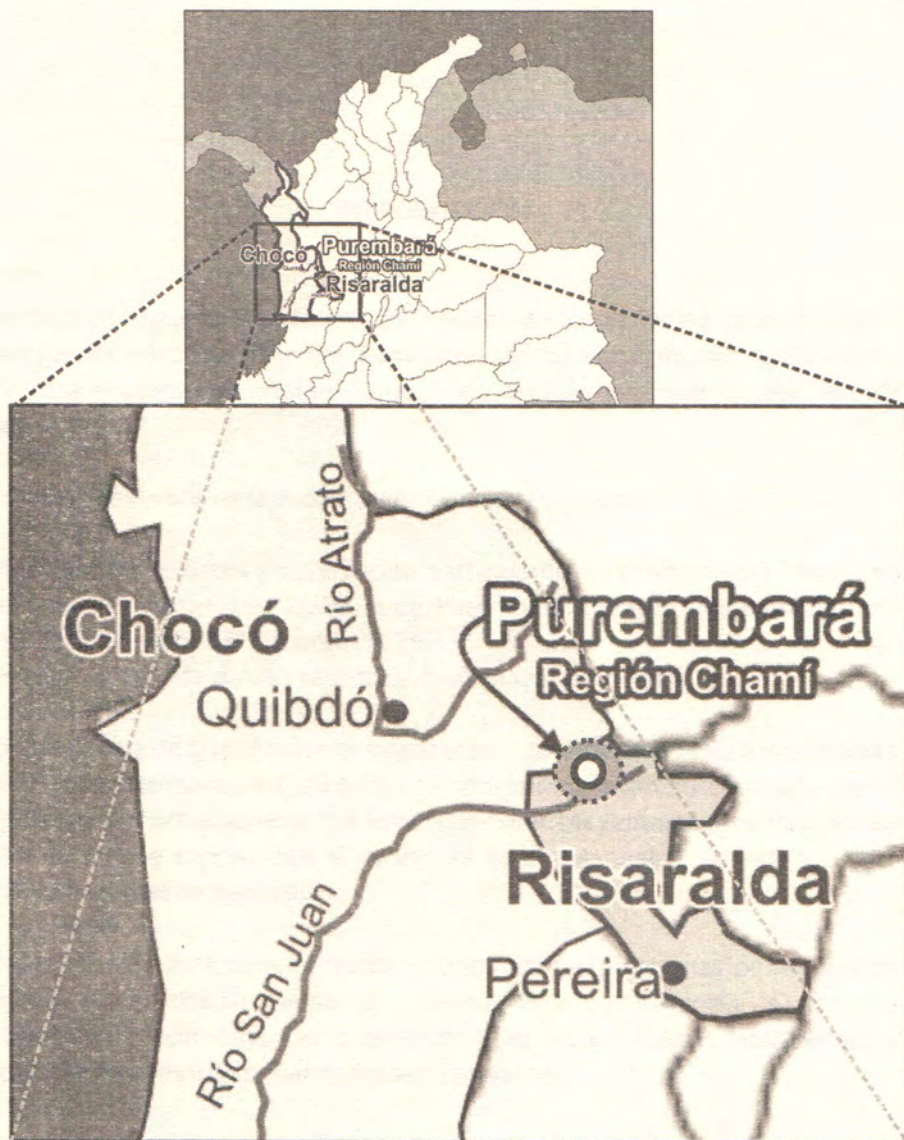 Chocó
Purembará
Región Chamí
Risaralda
Río Atrato
Chocó
Purembará
Región Chamí
Quibdó
Risaralda
Río San Juan
Pereira